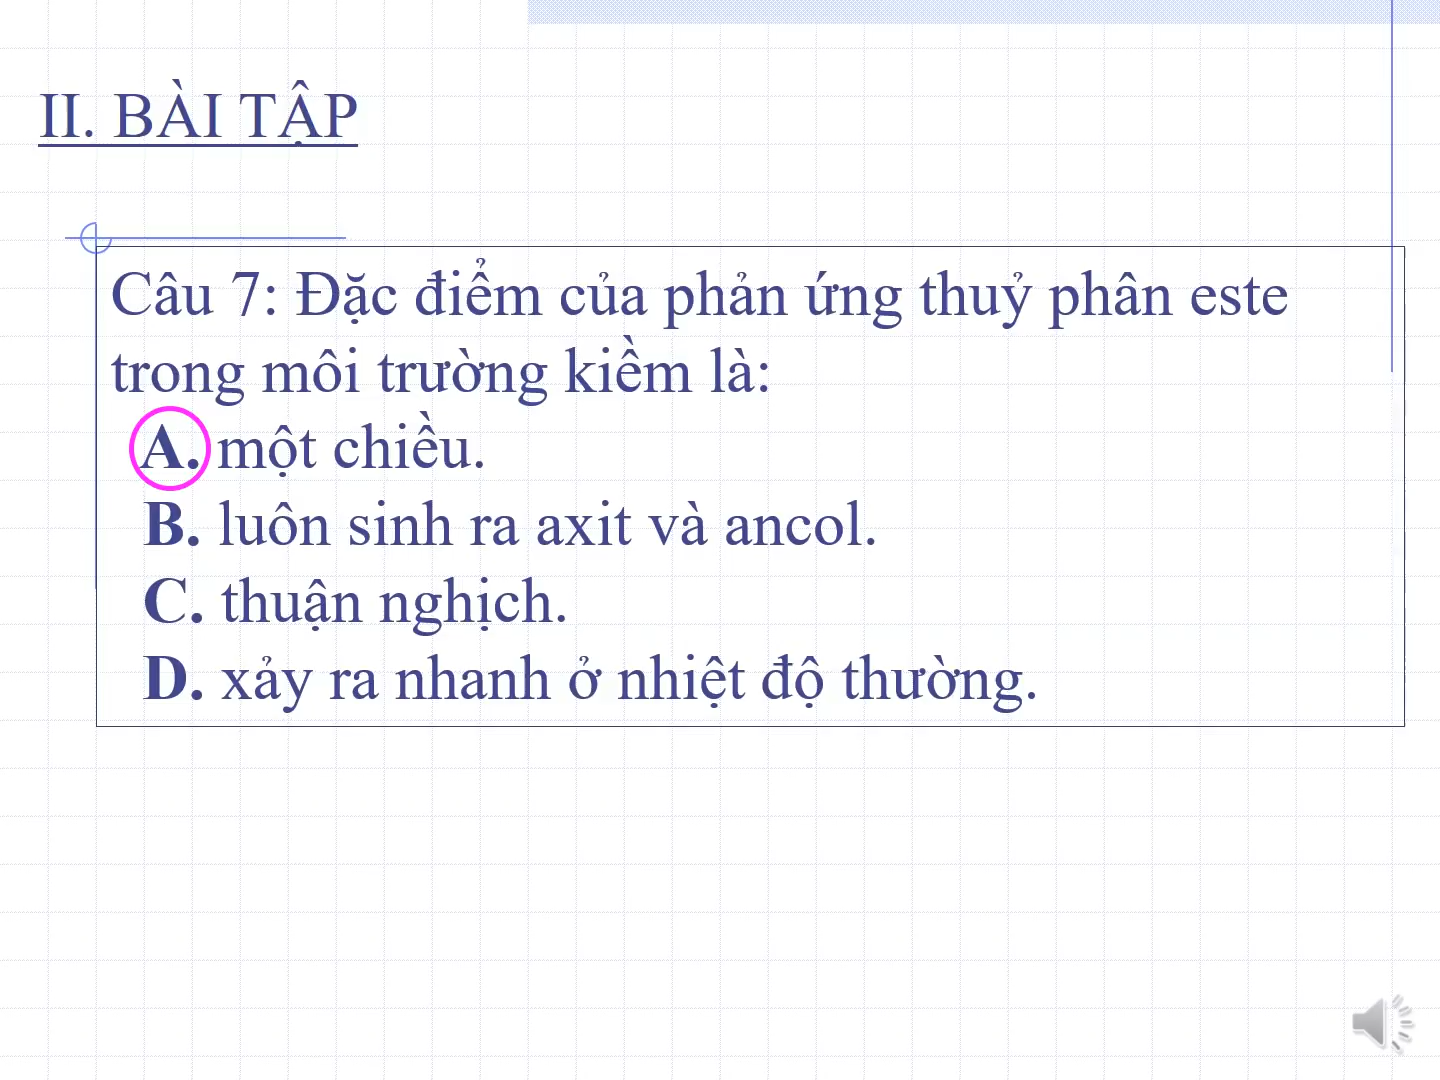 II. BÀI TẬP
Câu 7: Đặc điểm của phản ứng thuỷ phân este
trong môi trường kiềm là:
A. một chiều.
B. luôn sinh ra axit và ancol.
C. thuận nghịch.
D. xảy ra nhanh ở nhiệt độ thường.